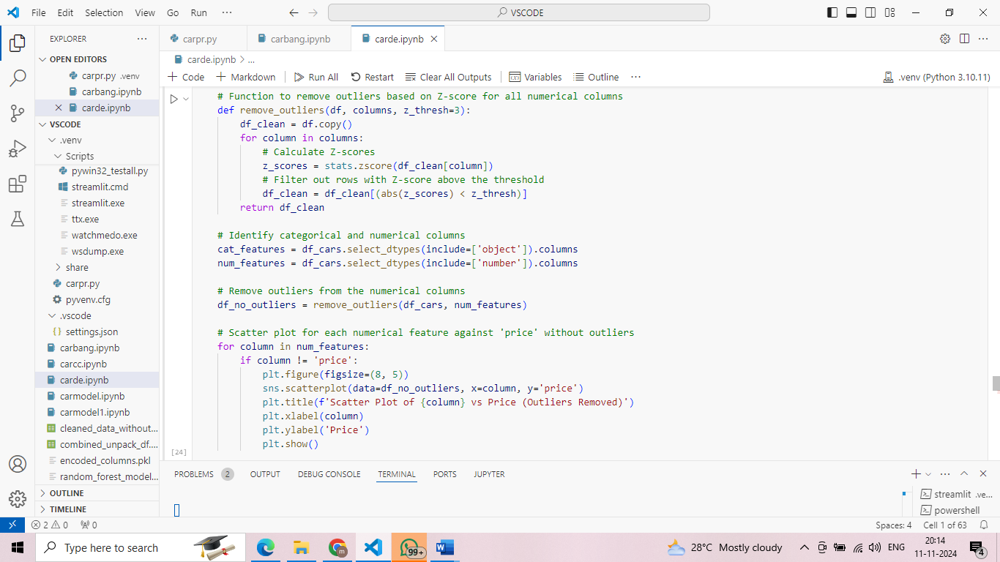 File Edit Selection View Go Run ··· VSCODE
EXPLORER ···
OPEN EDITORS
carpr.py .venv
carbang.ipynb
carde.ipynb
VSCODE
.venv
Scripts
pywin32_testall.py
streamlit.cmd
streamlit.exe
ttx.exe
watchmedo.exe
wsdump.exe
share
carpr.py
pyvenv.cfg
.vscode
settings.json
carbang.ipynb
carcc.ipynb
carde.ipynb
carmodel.ipynb
carmodel1.ipynb
cleaned_data_without...
combined_unpack_df....
encoded_columns.pkl
random_forest_model...
OUTLINE
TIMELINE
carpr.py carbang.ipynb carde.ipynb
carde.ipynb > ...
Code Markdown Run All Restart Clear All Outputs Variables Outline ··· .venv (Python 3.10.11)
# Function to remove outliers based on Z-score for all numerical columns
def remove_outliers(df, columns, z_thresh=3):
df_clean = df.copy()
for column in columns:
# Calculate Z-scores
z_scores = stats.zscore(df_clean[column])
# Filter out rows with Z-score above the threshold
df_clean = df_clean[(abs(z_scores) < z_thresh)]
return df_clean
# Identify categorical and numerical columns
cat_features = df_cars.select_dtypes(include=['object']).columns
num_features = df_cars.select_dtypes(include=['number']).columns
# Remove outliers from the numerical columns
df_no_outliers = remove_outliers(df_cars, num_features)
# Scatter plot for each numerical feature against 'price' without outliers
for column in num_features:
if column != 'price':
plt.figure(figsize=(8, 5))
sns.scatterplot(data=df_no_outliers, x=column, y='price')
plt.title(f'Scatter Plot of {column} vs Price (Outliers Removed)')
plt.xlabel(column)
plt.ylabel('Price')
plt.show()
[24]
PROBLEMS 2 OUTPUT DEBUG CONSOLE TERMINAL PORTS JUPYTER
streamlit .ve...
powershell
2 0 0 Spaces: 4 Cell 1 of 63
Type here to search 99+ 28°C Mostly cloudy ENG 20:14
11-11-2024 4